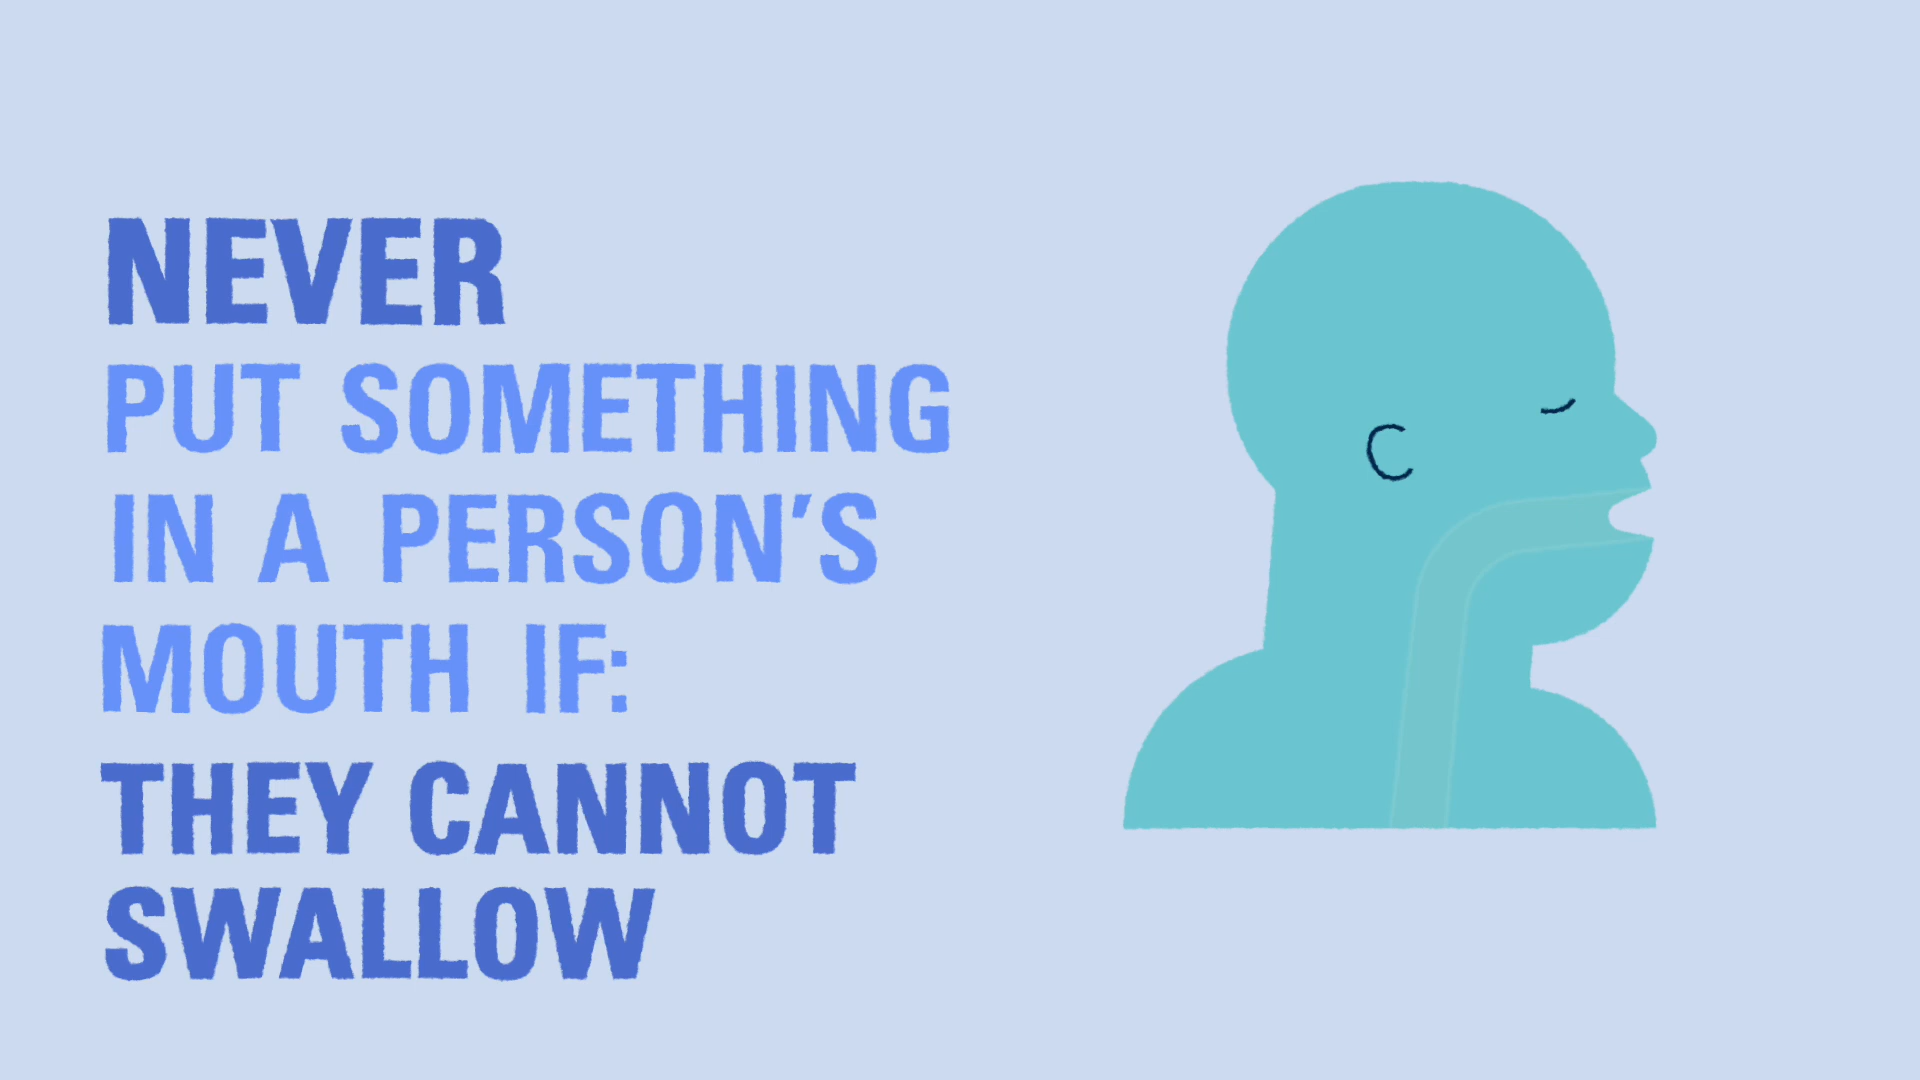 NEVER
PUT SOMETHING
IN A PERSON'S
MOUTH IF:
THEY CANNOT
SWALLOW